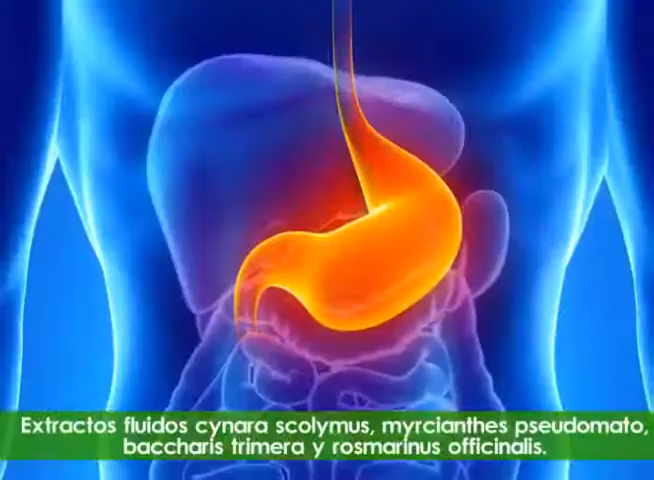 Extractos fluidos cynara scolymus, myrcianthes pseudomato,
baccharis trimera y rosmarinus officinalis.